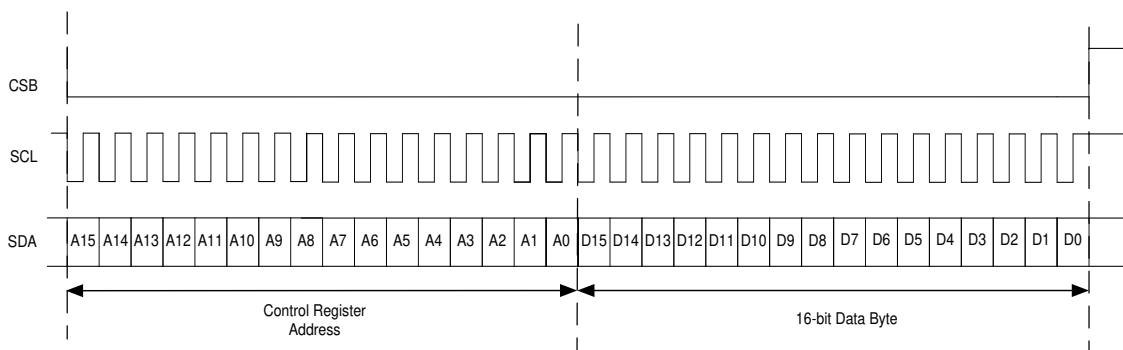 CSB
SCL
SDA A15 A14 A13 A12 A11 A10 A9 A8 A7 A6 A5 A4 A3 A2 A1 A0 D15 D14 D13 D12 D11 D10 D9 D8 D7 D6 D5 D4 D3 D2 D1 D0
Control Register
Address
16-bit Data Byte